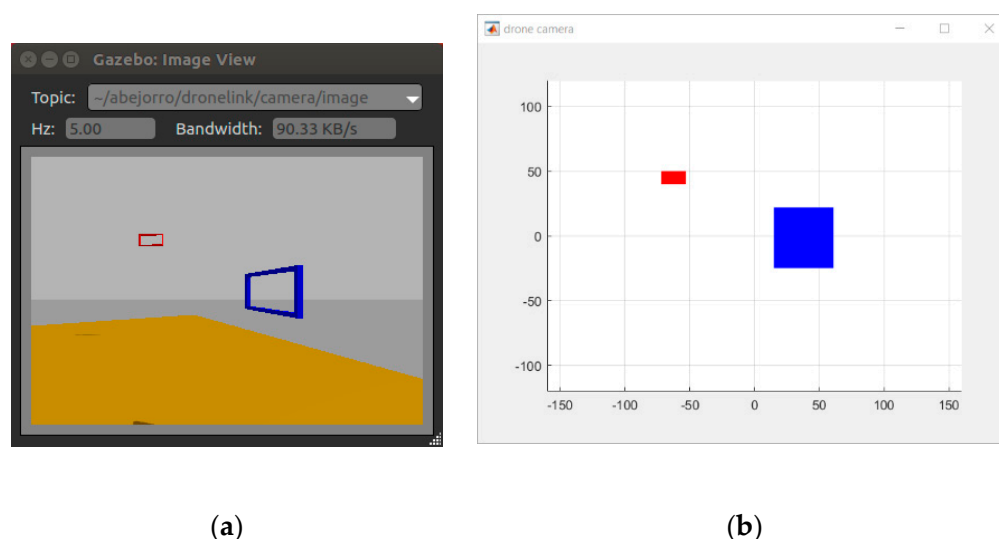 Gazebo: Image View
Topic: ~/abejorro/dronelink/camera/image
Hz: 5.00 Bandwidth: 90.33 KB/s
(a)
drone camera
100
50
0
-50
-100
-150 -100 -50 0 50 100 150
(b)